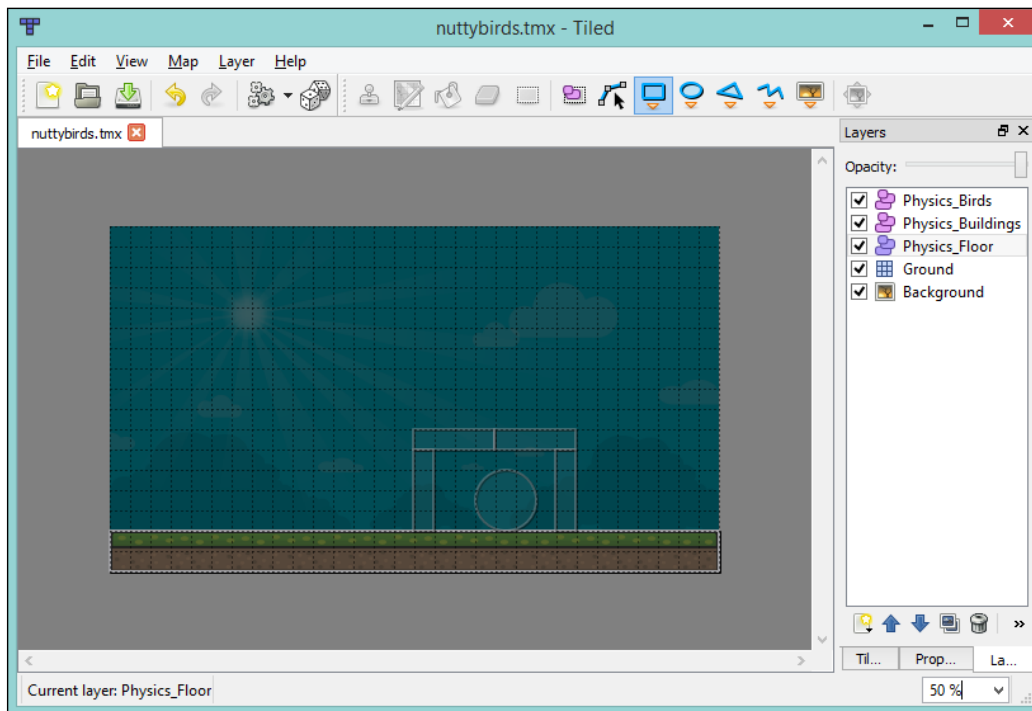 nuttybirds.tmx - Tiled
File Edit View Map Layer Help
nuttybirds.tmx
Layers
Opacity:
Physics_Birds
Physics_Buildings
Physics_Floor
Ground
Background
»
Til... Prop... La...
Current layer: Physics_Floor
50 %